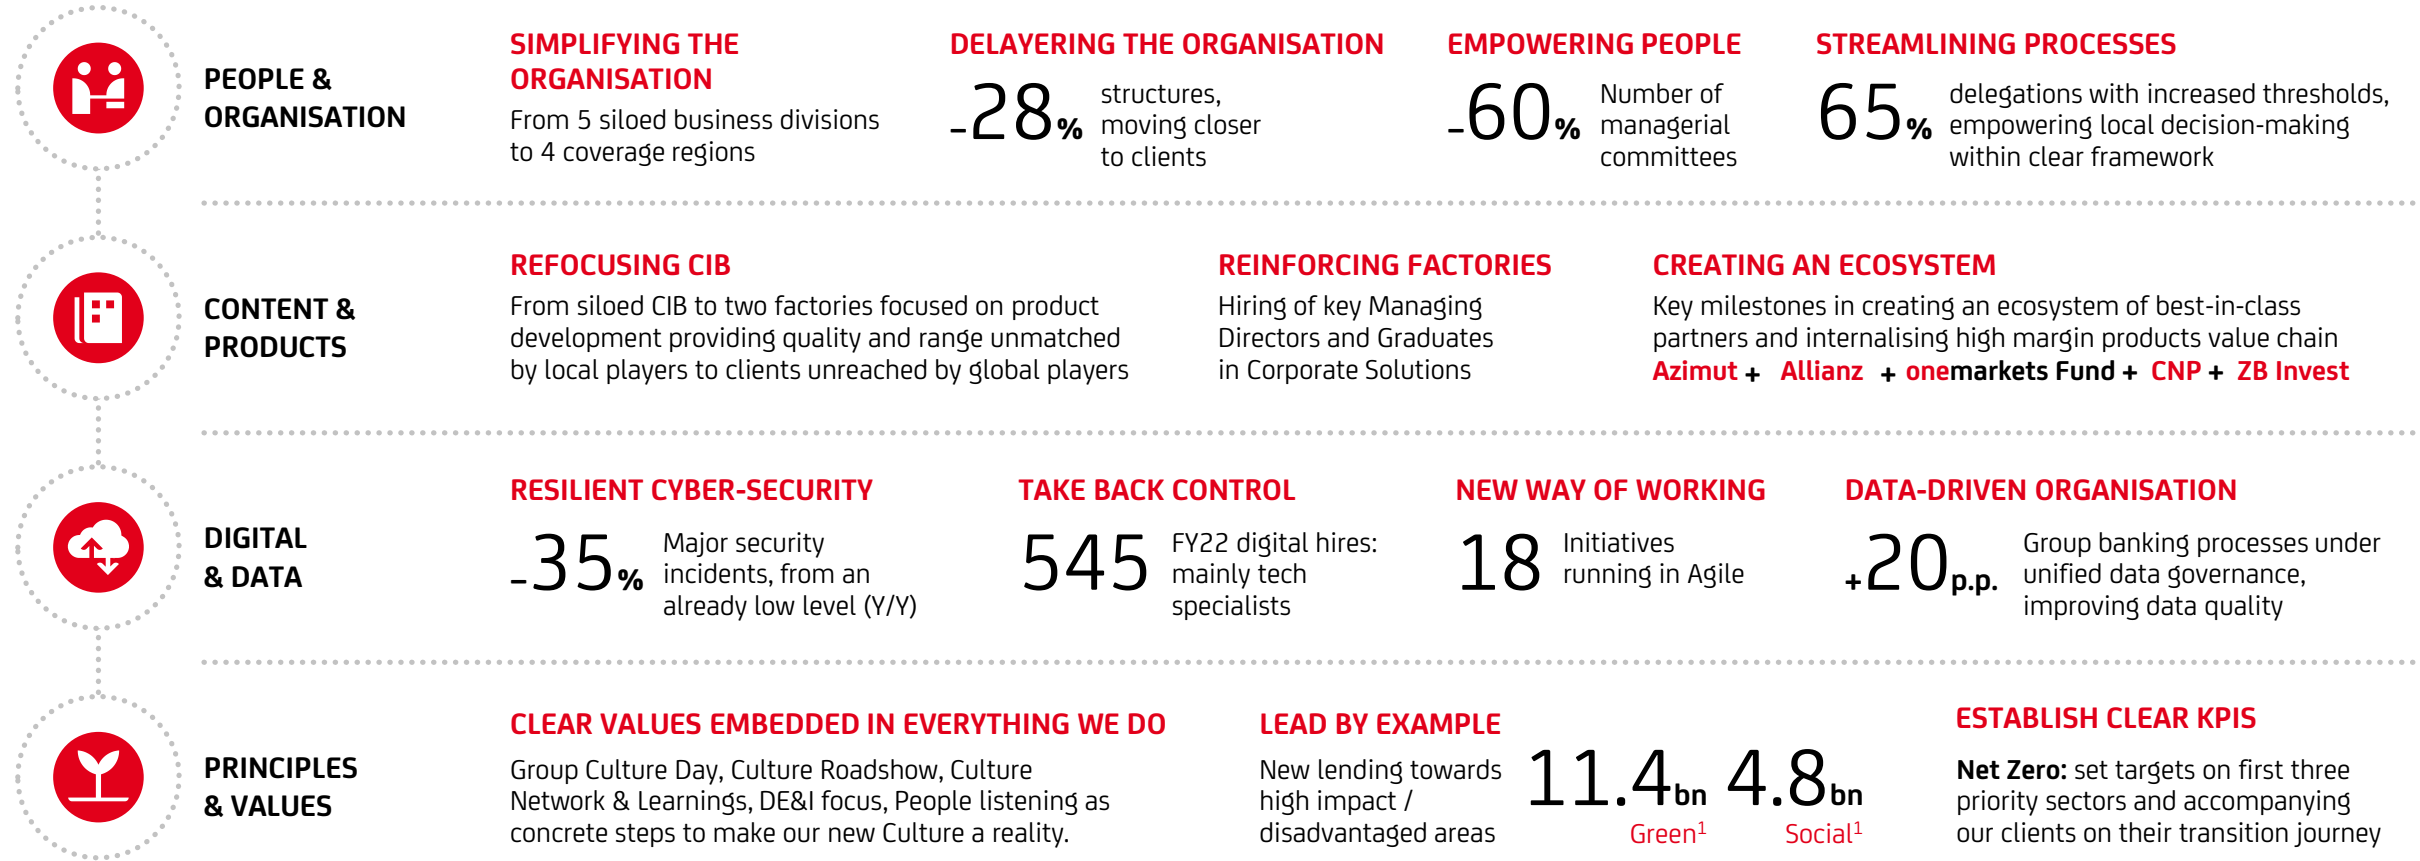 PEOPLE &
ORGANISATION
SIMPLIFYING THE
ORGANISATION
From 5 siloed business divisions
to 4 coverage regions
DELAYERING THE ORGANISATION
-28%
structures,
moving closer
to clients
EMPOWERING PEOPLE
-60%
Number of
managerial
committees
STREAMLINING PROCESSES
65%
delegations with increased thresholds,
empowering local decision-making
within clear framework
CONTENT &
PRODUCTS
REFOCUSING CIB
From siloed CIB to two factories focused on product
development providing quality and range unmatched
by local players to clients unreached by global players
REINFORCING FACTORIES
Hiring of key Managing
Directors and Graduates
in Corporate Solutions
CREATING AN ECOSYSTEM
Key milestones in creating an ecosystem of best-in-class
partners and internalising high margin products value chain
Azimut + Allianz + onemarkets Fund + CNP + ZB Invest
DIGITAL
& DATA
RESILIENT CYBER-SECURITY
-35%
Major security
incidents, from an
already low level (Y/Y)
TAKE BACK CONTROL
545
FY22 digital hires:
mainly tech
specialists
NEW WAY OF WORKING
18
Initiatives
running in Agile
DATA-DRIVEN ORGANISATION
+20p.p.
Group banking processes under
unified data governance,
improving data quality
PRINCIPLES
& VALUES
CLEAR VALUES EMBEDDED IN EVERYTHING WE DO
Group Culture Day, Culture Roadshow, Culture
Network & Learnings, DE&I focus, People listening as
concrete steps to make our new Culture a reality.
LEAD BY EXAMPLE
New lending towards
high impact /
disadvantaged areas
11.4bn
Green¹
4.8bn
Social¹
ESTABLISH CLEAR KPIS
Net Zero: set targets on first three
priority sectors and accompanying
our clients on their transition journey